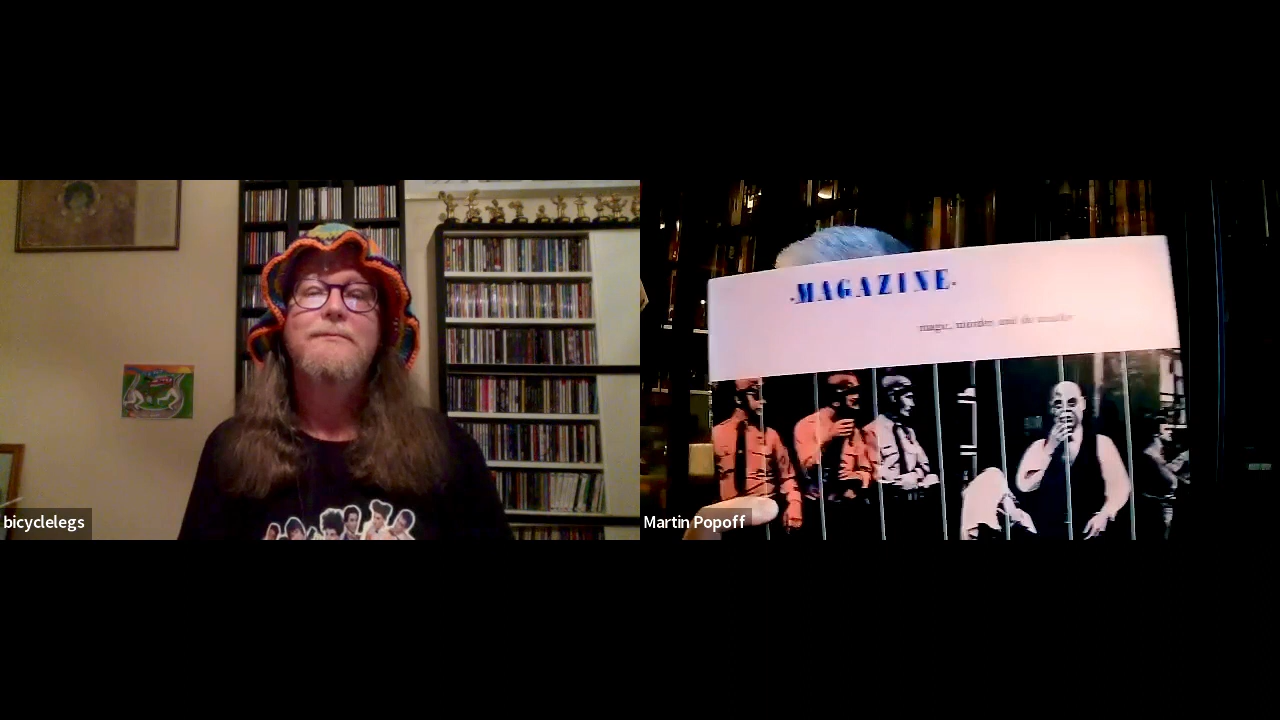 ·MAGAZINE·
magic, murder and the weather
bicyclelegs
Martin Popoff